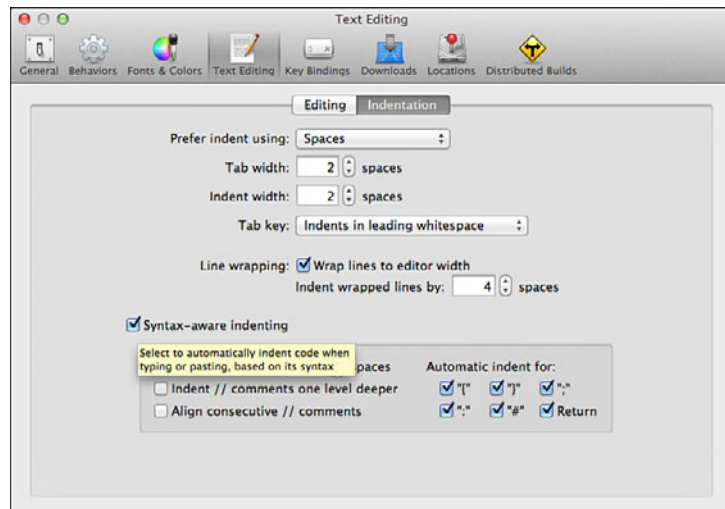 Text Editing
General Behaviors Fonts & Colors Text Editing Key Bindings Downloads Locations Distributed Builds
Editing Indentation
Prefer indent using: Spaces
Tab width: 2 spaces
Indent width: 2 spaces
Tab key: Indents in leading whitespace
Line wrapping: Wrap lines to editor width
Indent wrapped lines by: 4 spaces
Syntax-aware indenting
Select to automatically indent code when
typing or pasting, based on its syntax
spaces Automatic indent for:
Indent // comments one level deeper "{" "}" ";"
Align consecutive // comments ":" "#" Return